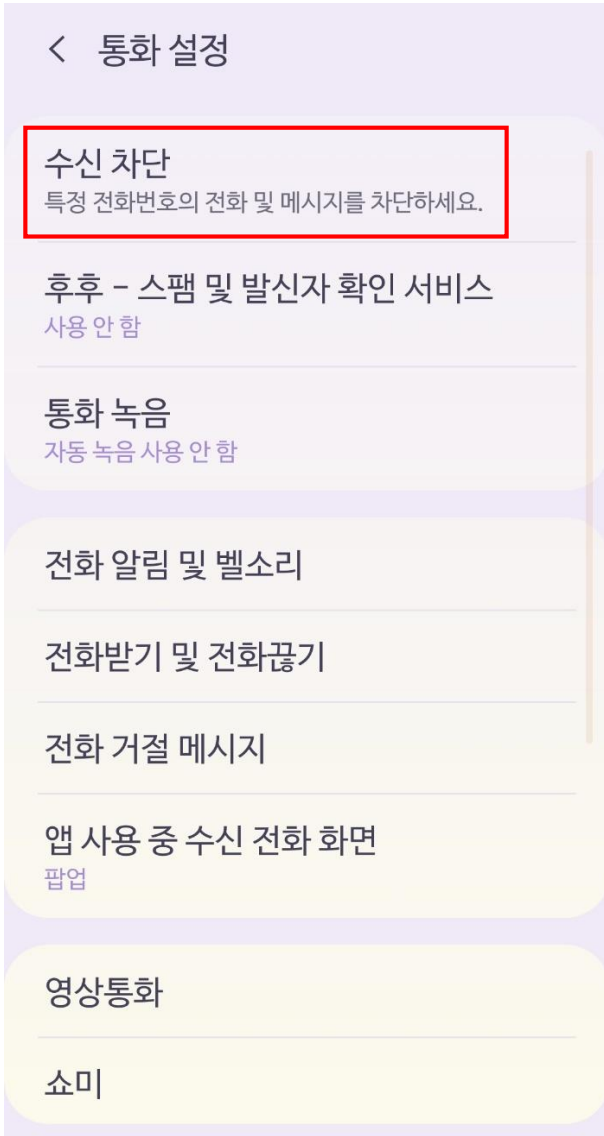 통화 설정
수신 차단
특정 전화번호의 전화 및 메시지를 차단하세요.
후후 - 스팸 및 발신자 확인 서비스
사용 안 함
통화 녹음
자동 녹음 사용 안 함
전화 알림 및 벨소리
전화받기 및 전화끊기
전화 거절 메시지
앱 사용 중 수신 전화 화면
팝업
영상통화
쇼미